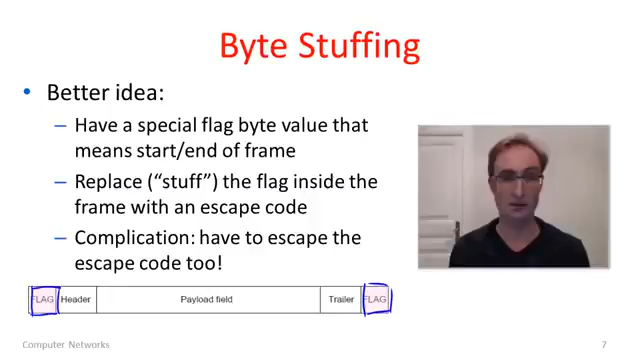 Byte Stuffing
• Better idea:
– Have a special flag byte value that
means start/end of frame
– Replace (“stuff”) the flag inside the
frame with an escape code
– Complication: have to escape the
escape code too!
FLAG Header Payload field Trailer FLAG
Computer Networks 7